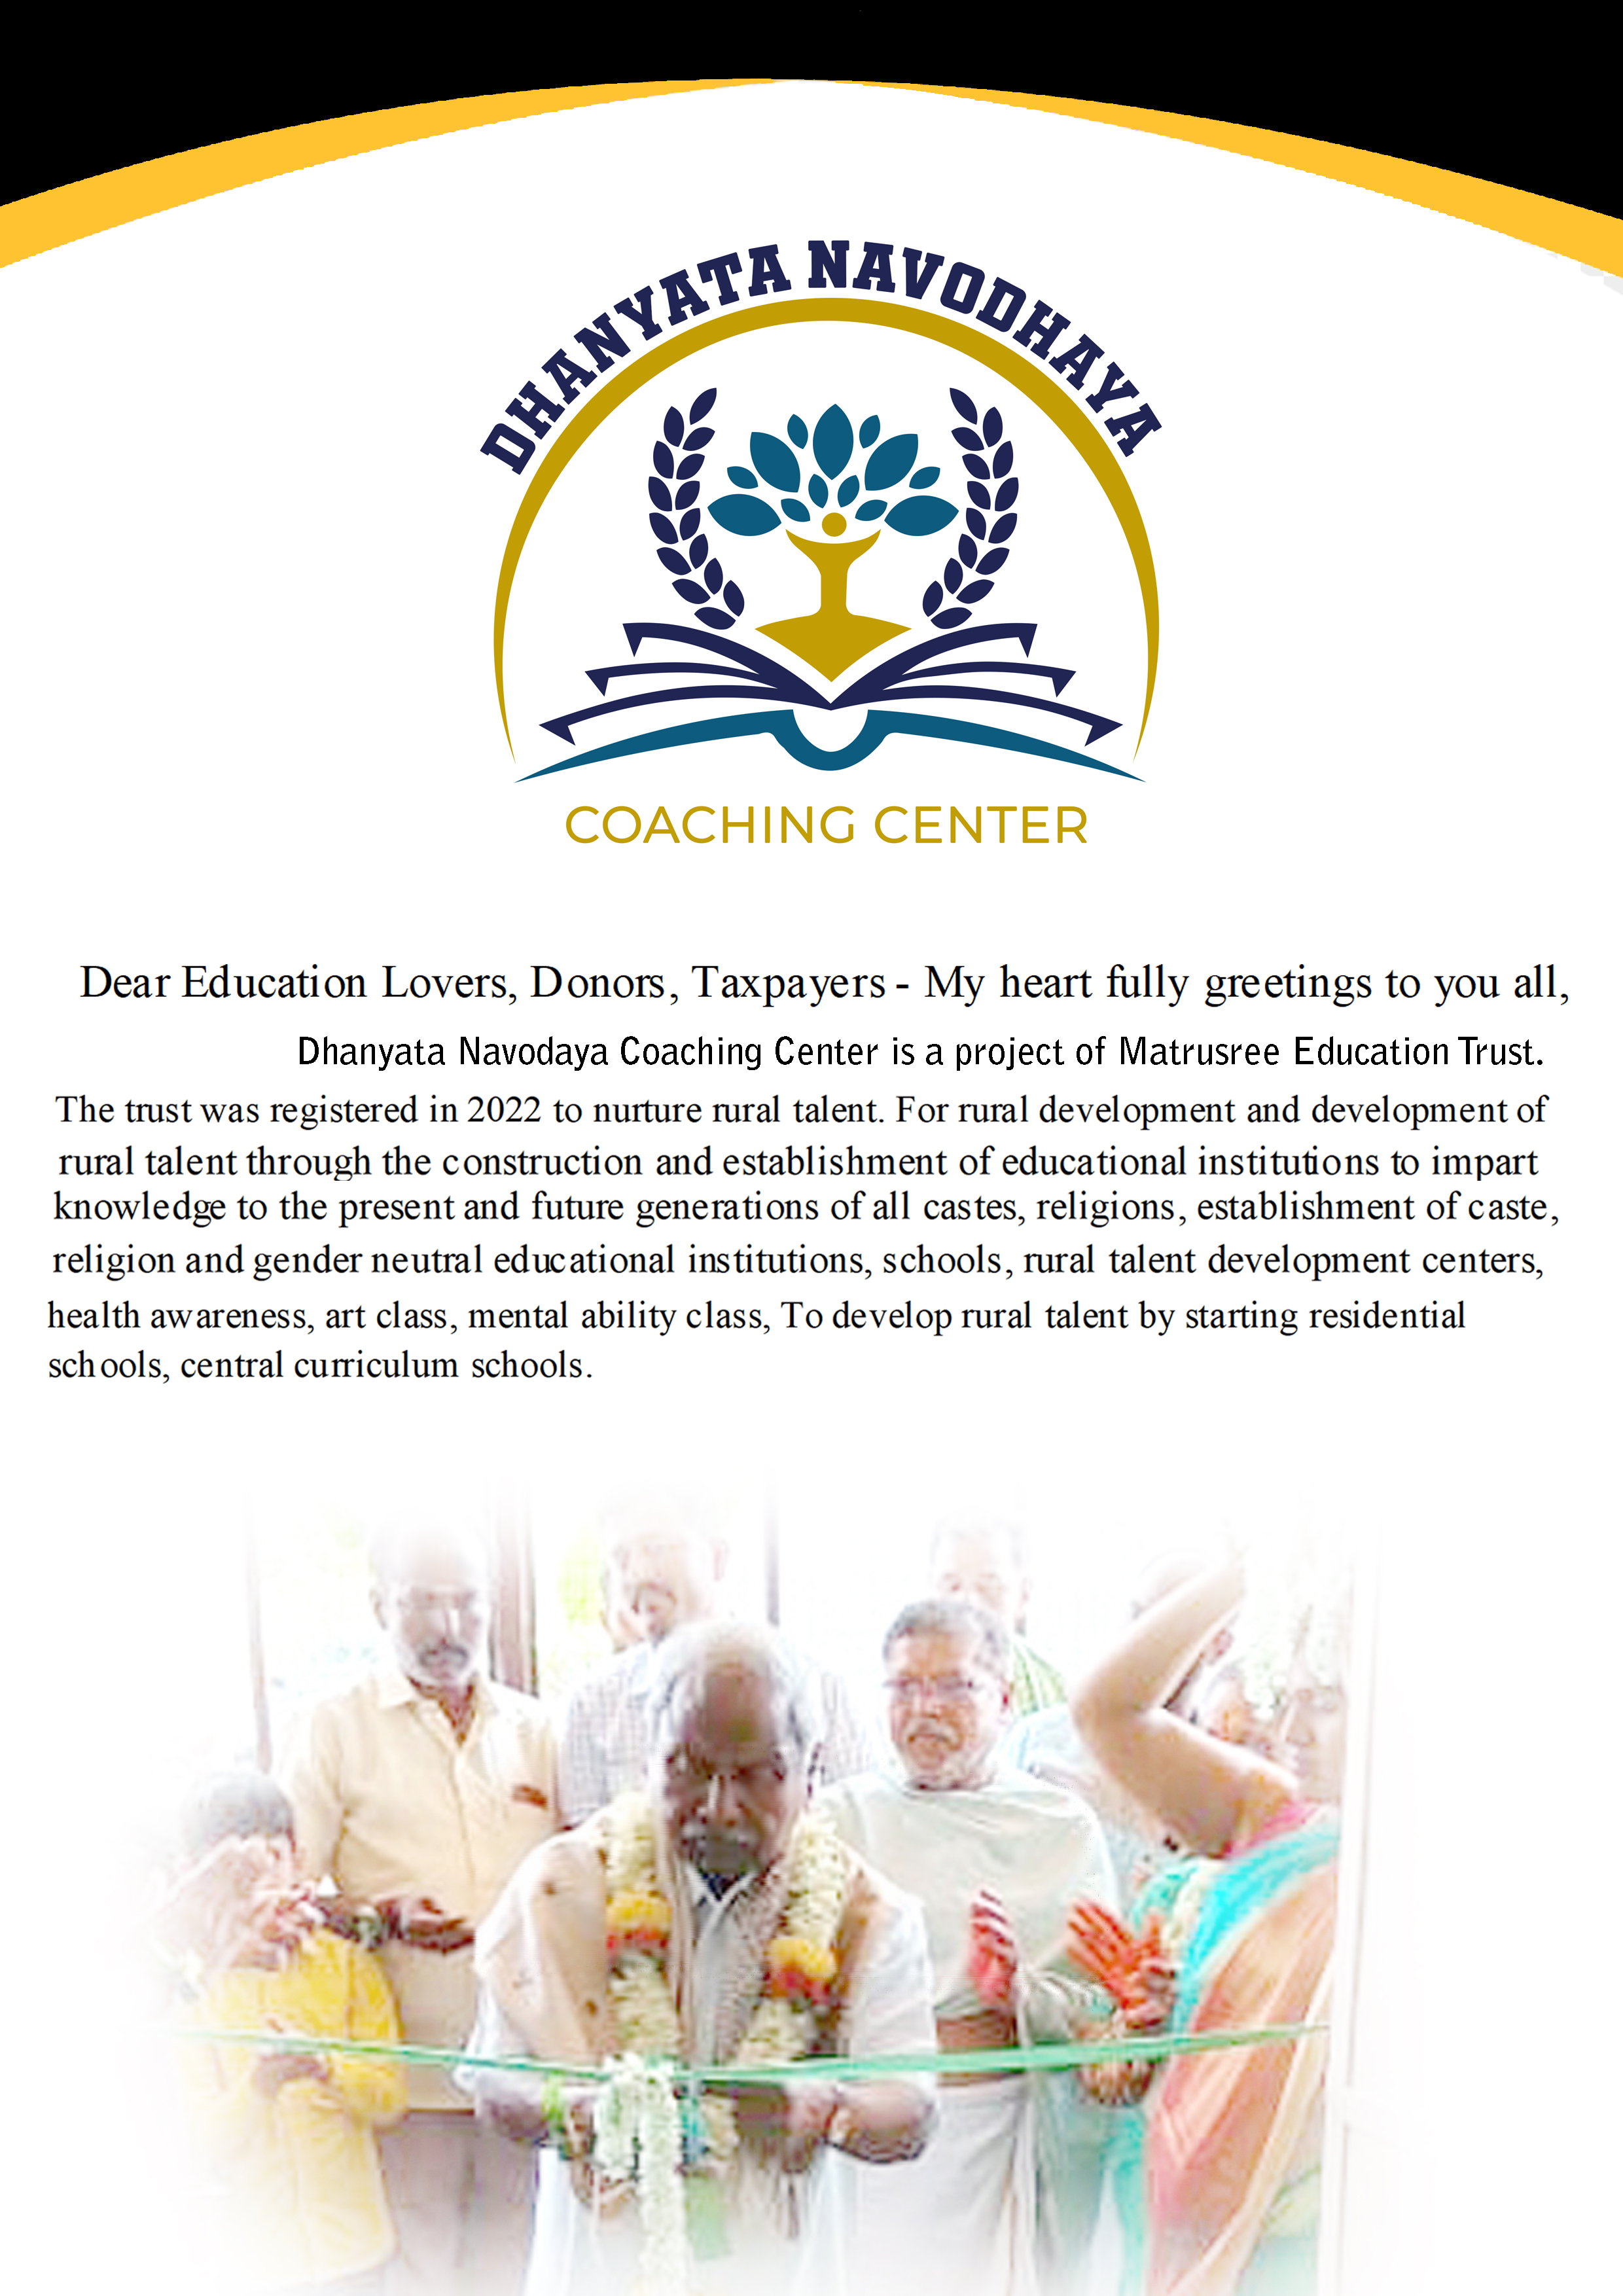 DHANYATA NAVODHAYA
COACHING CENTER
Dear Education Lovers, Donors, Taxpayers - My heart fully greetings to you all,
Dhanyata Navodaya Coaching Center is a project of Matrusree Education Trust.
The trust was registered in 2022 to nurture rural talent. For rural development and development of
rural talent through the construction and establishment of educational institutions to impart
knowledge to the present and future generations of all castes, religions, establishment of caste,
religion and gender neutral educational institutions, schools, rural talent development centers,
health awareness, art class, mental ability class, To develop rural talent by starting residential
schools, central curriculum schools.